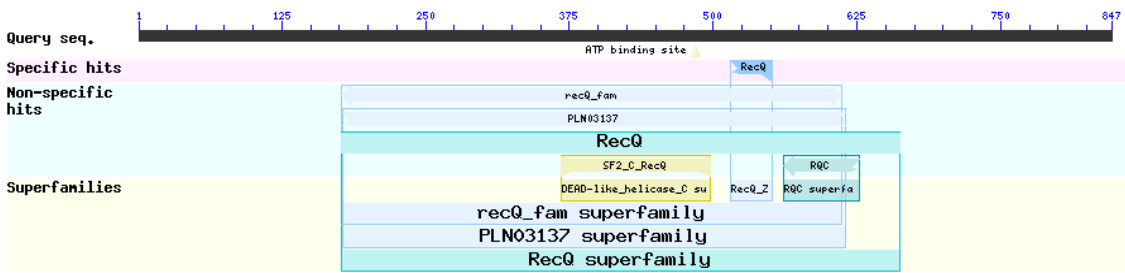 1 125 250 375 500 625 750 847
Query seq.
ATP binding site
Specific hits
RecQ
Non-specific
hits
recQ_fam
PLN03137
RecQ
SF2_C_RecQ RQC
Superfamilies
DEAD-like_helicase_C su RecQ_Z RQC superfa
recQ_fam superfamily
PLN03137 superfamily
RecQ superfamily